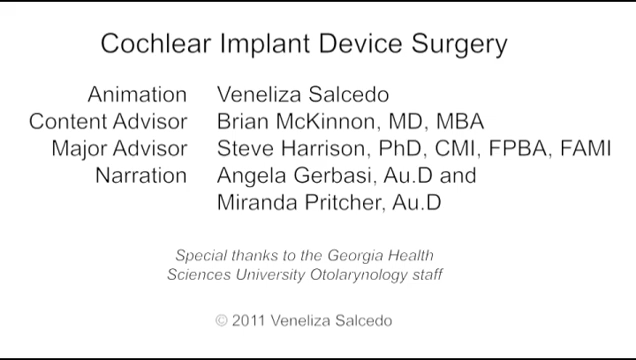 Cochlear Implant Device Surgery
Animation Veneliza Salcedo
Content Advisor Brian McKinnon, MD, MBA
Major Advisor Steve Harrison, PhD, CMI, FPBA, FAMI
Narration Angela Gerbasi, Au.D and
Miranda Pritcher, Au.D
Special thanks to the Georgia Health
Sciences University Otolarynology staff
© 2011 Veneliza Salcedo